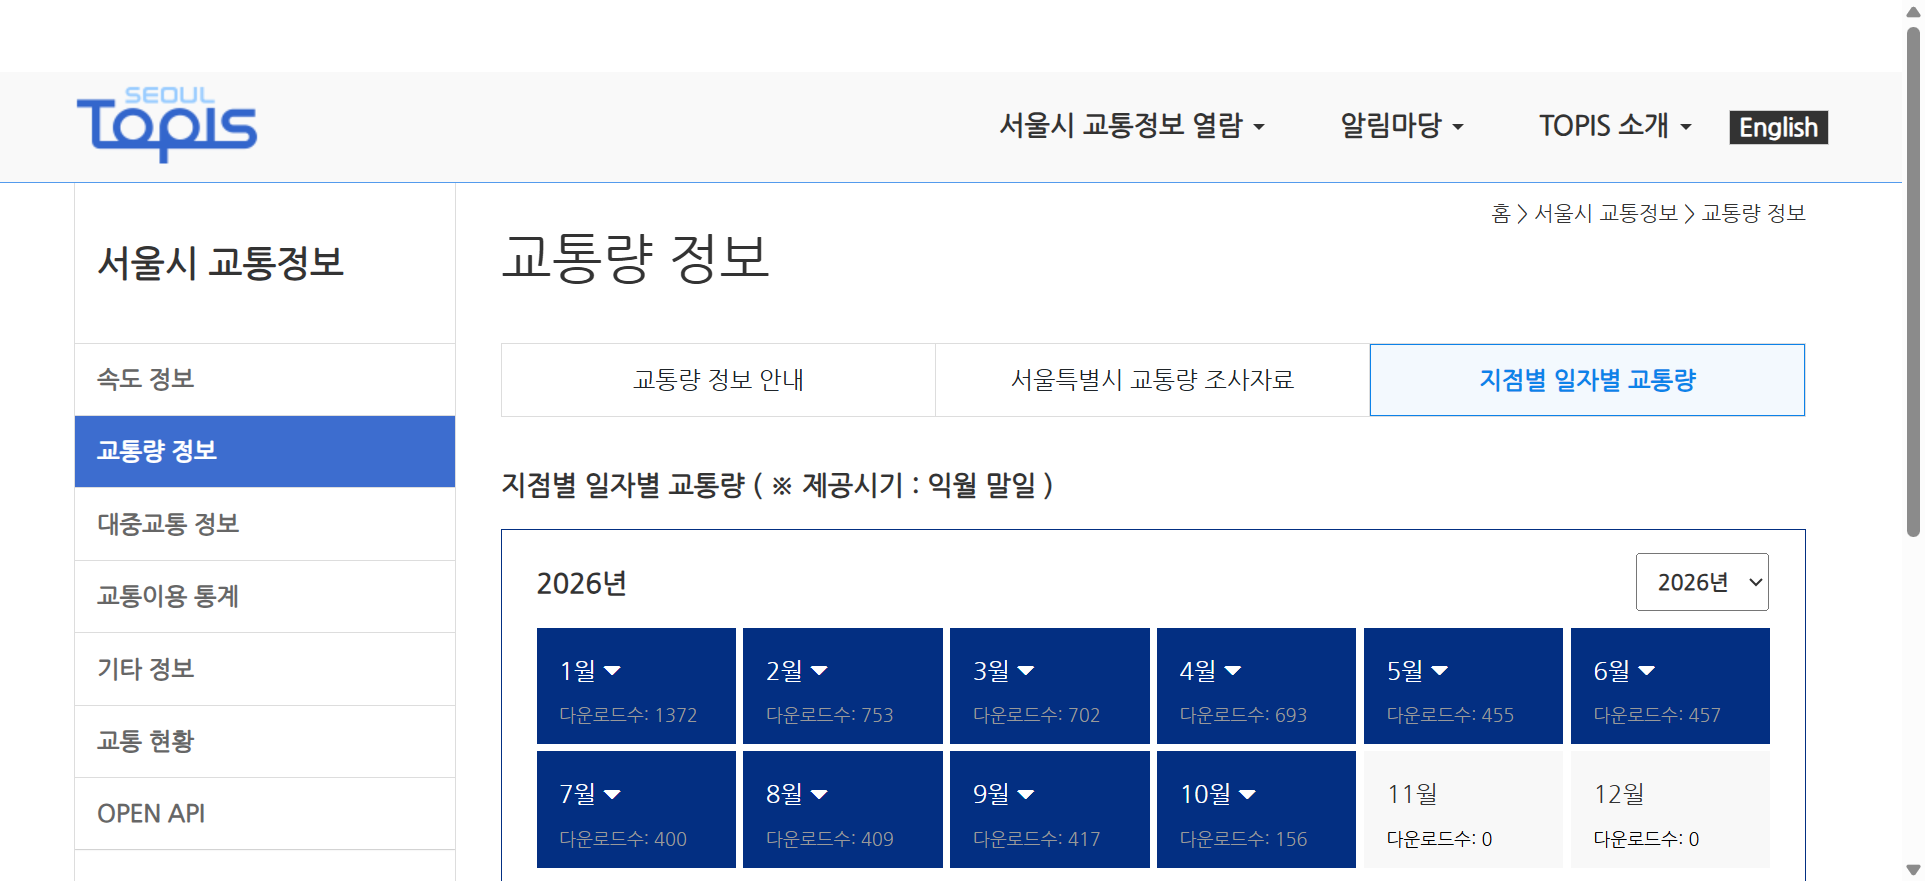 SEOUL
Topis
서울시 교통정보 열람
알림마당
TOPIS 소개
English
홈 > 서울시 교통정보 > 교통량 정보
서울시 교통정보
속도 정보
교통량 정보
대중교통 정보
교통이용 통계
기타 정보
교통 현황
OPEN API
교통량 정보
교통량 정보 안내
서울특별시 교통량 조사자료
지점별 일자별 교통량
지점별 일자별 교통량 ( ※ 제공시기 : 익월 말일 )
2026년
2026년
1월
다운로드수: 1372
2월
다운로드수: 753
3월
다운로드수: 702
4월
다운로드수: 693
5월
다운로드수: 455
6월
다운로드수: 457
7월
다운로드수: 400
8월
다운로드수: 409
9월
다운로드수: 417
10월
다운로드수: 156
11월
다운로드수: 0
12월
다운로드수: 0